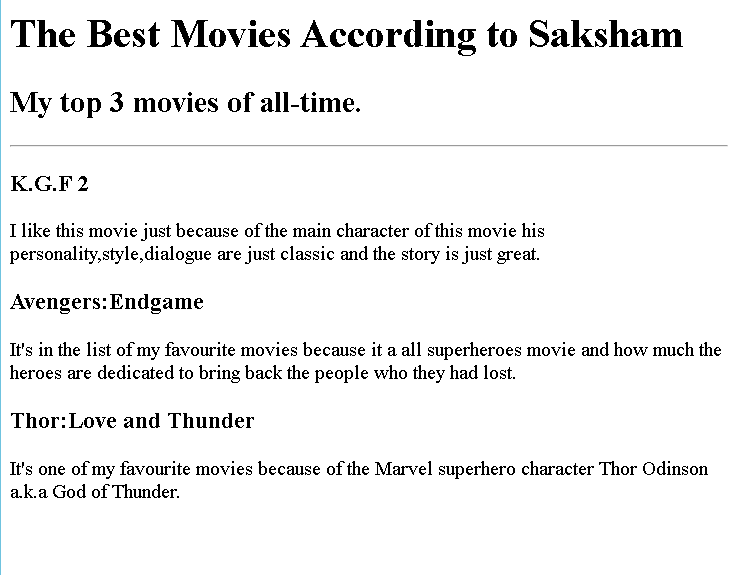 The Best Movies According to Saksham
My top 3 movies of all-time.
K.G.F 2
I like this movie just because of the main character of this movie his
personality,style,dialogue are just classic and the story is just great.
Avengers:Endgame
It's in the list of my favourite movies because it a all superheroes movie and how much the
heroes are dedicated to bring back the people who they had lost.
Thor:Love and Thunder
It's one of my favourite movies because of the Marvel superhero character Thor Odinson
a.k.a God of Thunder.